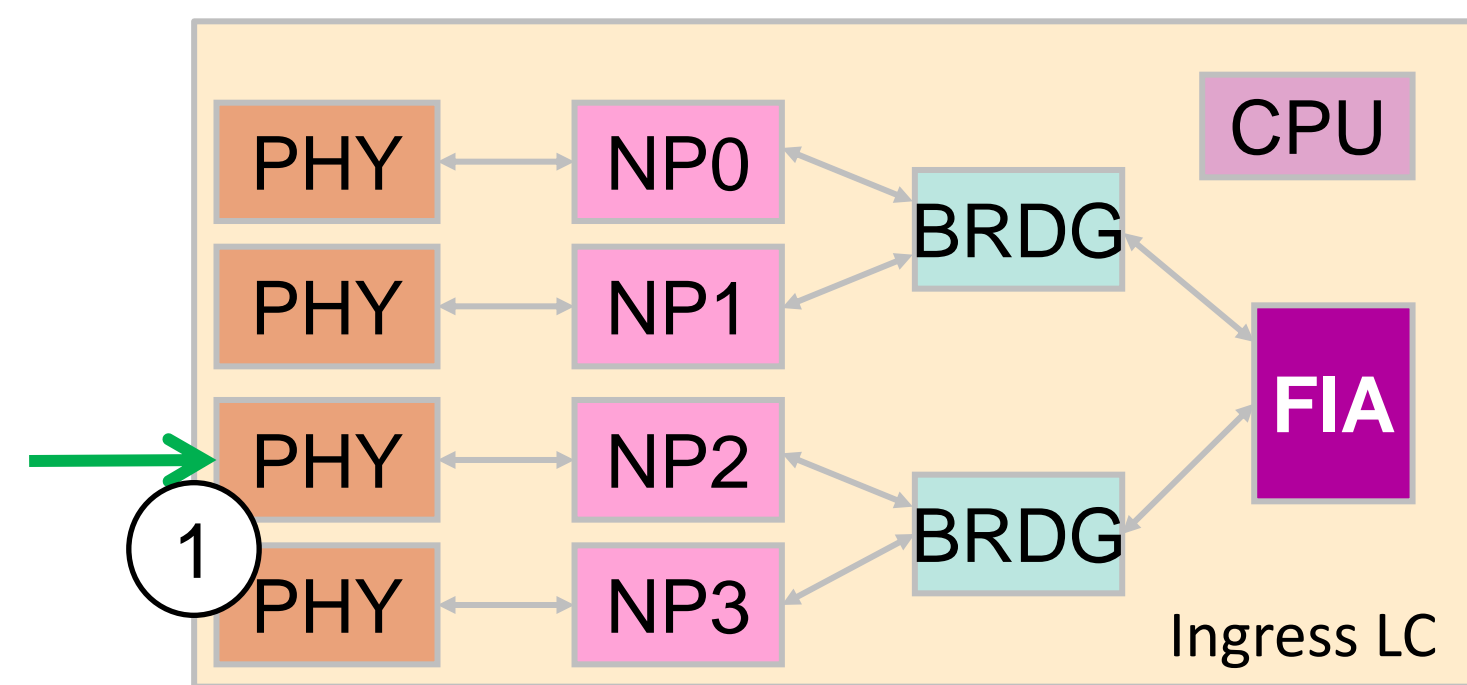 CPU
PHY
NP0
BRDG
PHY
NP1
FIA
PHY
NP2
BRDG
1
PHY
NP3
Ingress LC